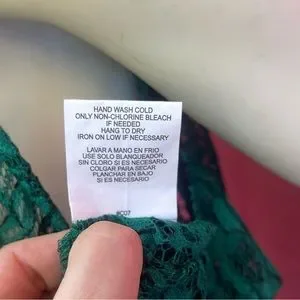 HAND WASH COLD
ONLY NON-CHLORINE BLEACH
IF NEEDED
HANG TO DRY
IRON ON LOW IF NECESSARY
LAVAR A MANO EN FRIO
USE SOLO BLANQUEADOR
SIN CLORO SI ES NECESARIO
COLGAR PARA SECAR
PLANCHAR EN BAJO
SI ES NECESARIO